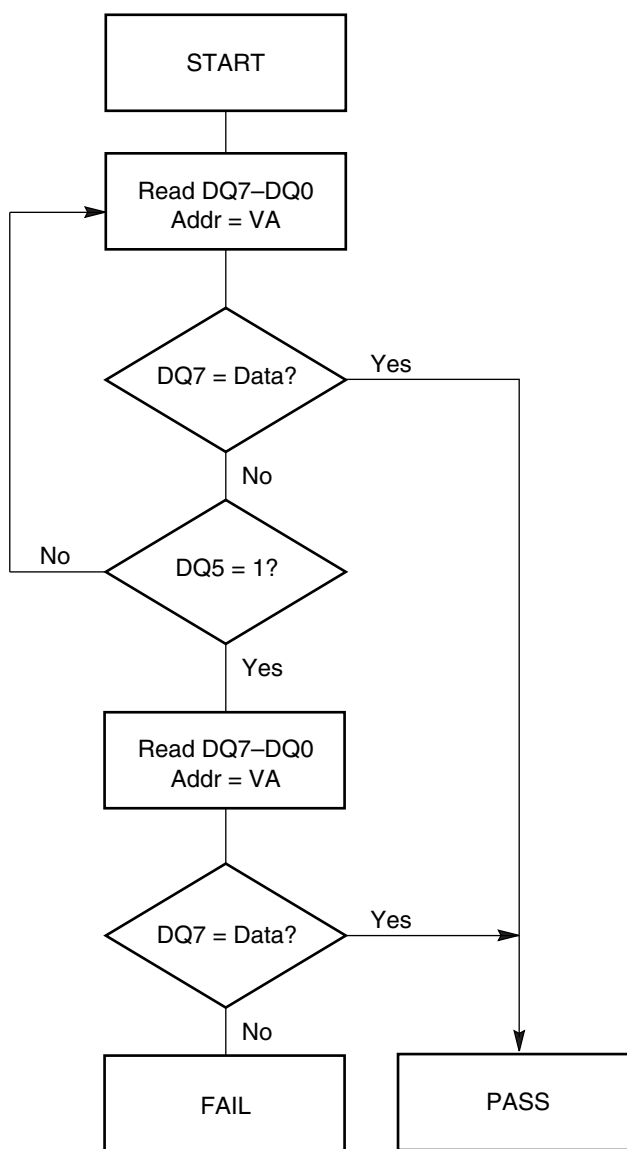 START
Read DQ7–DQ0
Addr = VA
DQ7 = Data?
Yes
No
DQ5 = 1?
No
Yes
Read DQ7–DQ0
Addr = VA
DQ7 = Data?
Yes
No
FAIL
PASS